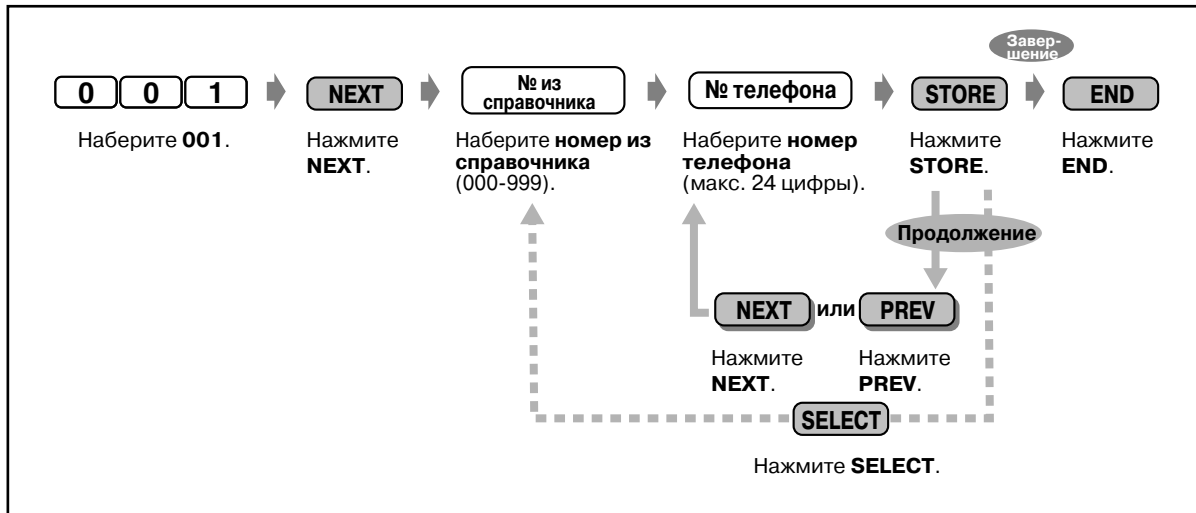 Завер-
шение
0 0 1
NEXT
№ из
справочника
№ телефона
STORE
END
Наберите 001.
Нажмите
NEXT.
Наберите номер из
справочника
(000-999).
Наберите номер
телефона
(макс. 24 цифры).
Нажмите
STORE.
Нажмите
END.
Продолжение
NEXT или PREV
Нажмите
NEXT.
Нажмите
PREV.
SELECT
Нажмите SELECT.